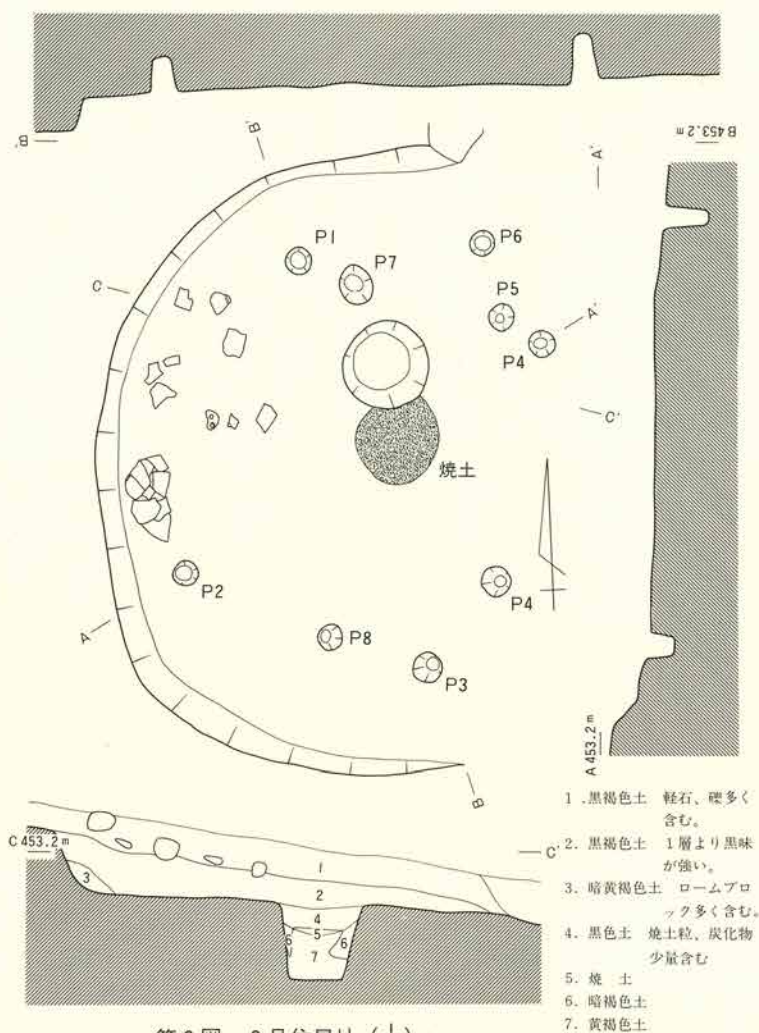 B'
B 453.2m
B'
A'
P1
P6
P7
C
P5
A'
P4
C'
焼土
P2
P4
A
P8
P3
A 453.2m
B
C 453.2m
C'
1
2
3
4
5
6
6
7
1.黒褐色土 軽石、礫多く
含む。
2.黒褐色土 1層より黒味
が強い。
3.暗黄褐色土 ロームブロ
ック多く含む。
4.黒色土 焼土粒、炭化物
少量含む
5.焼土
6.暗褐色土
7.黄褐色土